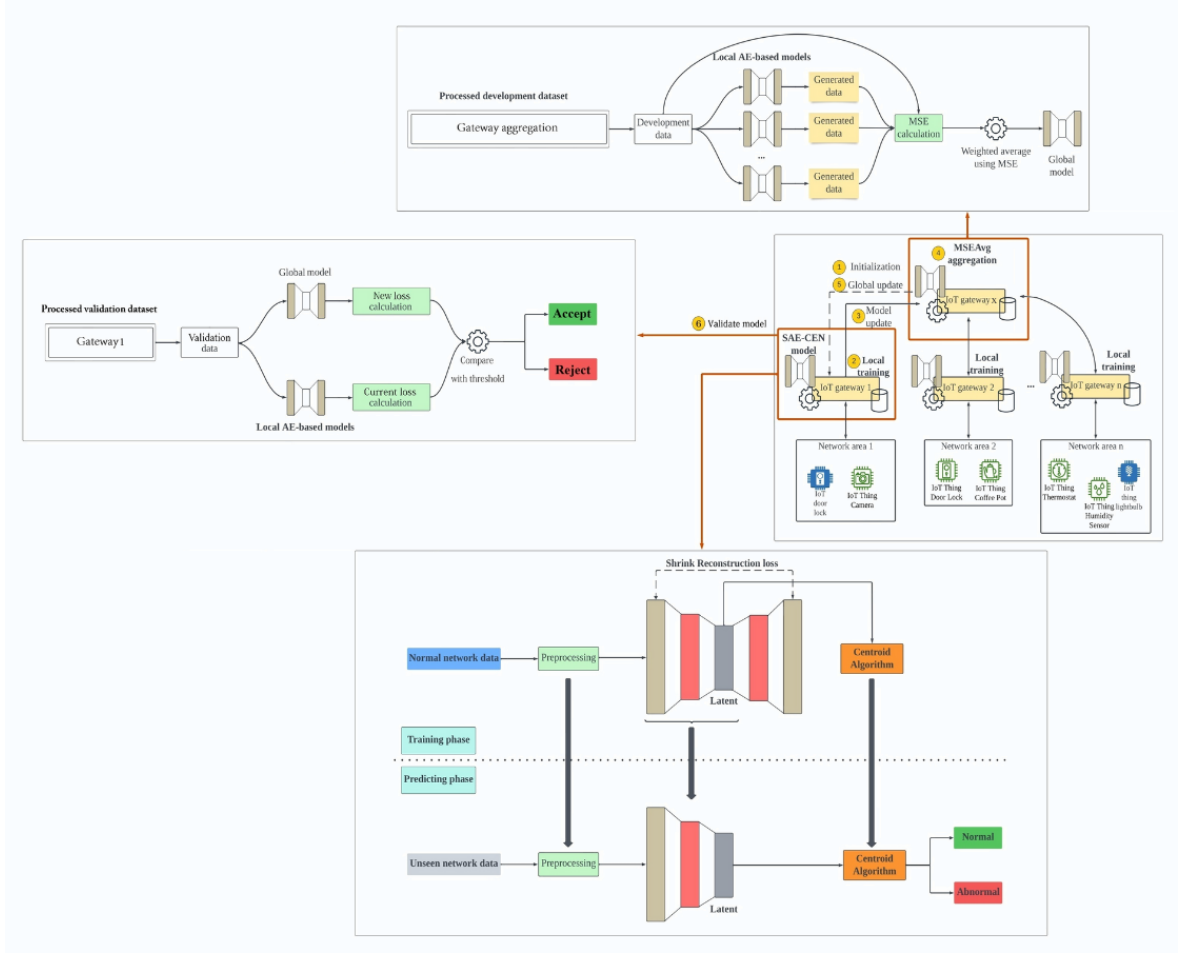 Local AE-based models
Processed development dataset
Gateway aggregation
Development
data
Generated
data
Generated
data
...
Generated
data
MSE
calculation
Weighted average
using MSE
Global
model
Processed validation dataset
Gateway1
Validation
data
Global model
New loss
calculation
Current loss
calculation
Local AE-based models
Compare
with threshold
Accept
Reject
6 Validate model
1 Initialization
5 Global update
3 Model
update
4 MSEAvg
aggregation
IoT gateway x
SAE-CEN
model
2 Local
training
IoT gateway 1
Local
training
IoT gateway 2
...
Local
training
IoT gateway n
Network area 1
IoT
door
lock
IoT Thing
Camera
Network area 2
IoT Thing
Door Lock
IoT Thing
Coffee Pot
Network area n
IoT Thing
Thermostat
IoT Thing
Humidity
Sensor
IoT
thing
lightbulb
Shrink Reconstruction loss
Normal network data
Preprocessing
Latent
Centroid
Algorithm
Training phase
Predicting phase
Unseen network data
Preprocessing
Latent
Centroid
Algorithm
Normal
Abnormal